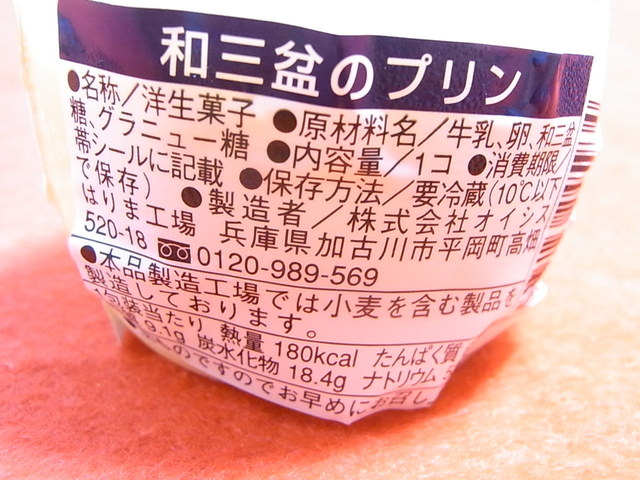 和三盆のプリン
●名称／洋生菓子 ●原材料名／牛乳、卵、和三盆
糖、グラニュー糖 ●内容量／1コ ●消費期限／
帯シールに記載 ●保存方法／要冷蔵(10℃以下
で保存) ●製造者／株式会社オイシス
はりま工場 兵庫県加古川市平岡町高畑
520-18 0120-989-569
●本品製造工場では小麦を含む製品を
製造しております。
包装当たり 熱量 180kcal たんぱく質
9.1g 炭水化物 18.4g ナトリウム
のですのでお早めにお召し